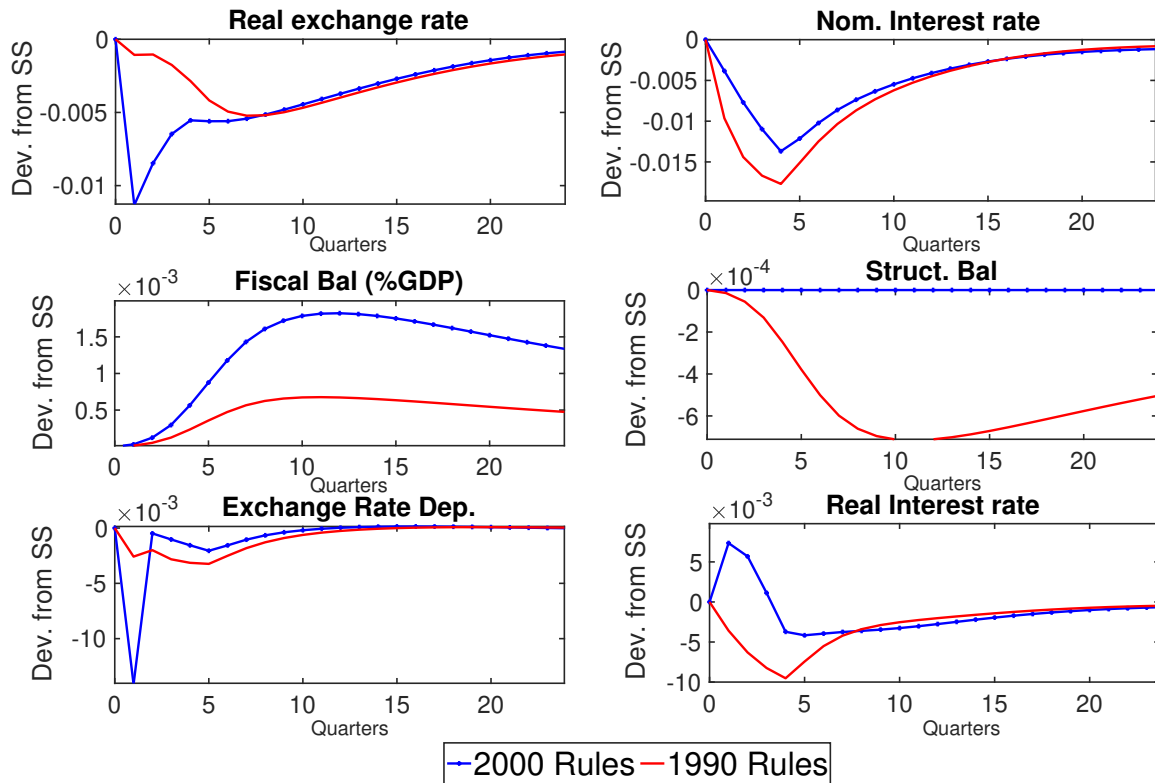 Real exchange rate
Dev. from SS
0
-0.005
-0.01
0 5 10 15 20
Quarters
Nom. Interest rate
Dev. from SS
0
-0.005
-0.01
-0.015
0 5 10 15 20
Quarters
×10-3
Fiscal Bal (%GDP)
Dev. from SS
1.5
1
0.5
0 5 10 15 20
Quarters
×10-4
Struct. Bal
Dev. from SS
0
-2
-4
-6
0 5 10 15 20
Quarters
×10-3
Exchange Rate Dep.
Dev. from SS
0
-5
-10
0 5 10 15 20
Quarters
×10-3
Real Interest rate
Dev. from SS
5
0
-5
-10
0 5 10 15 20
Quarters
2000 Rules 1990 Rules